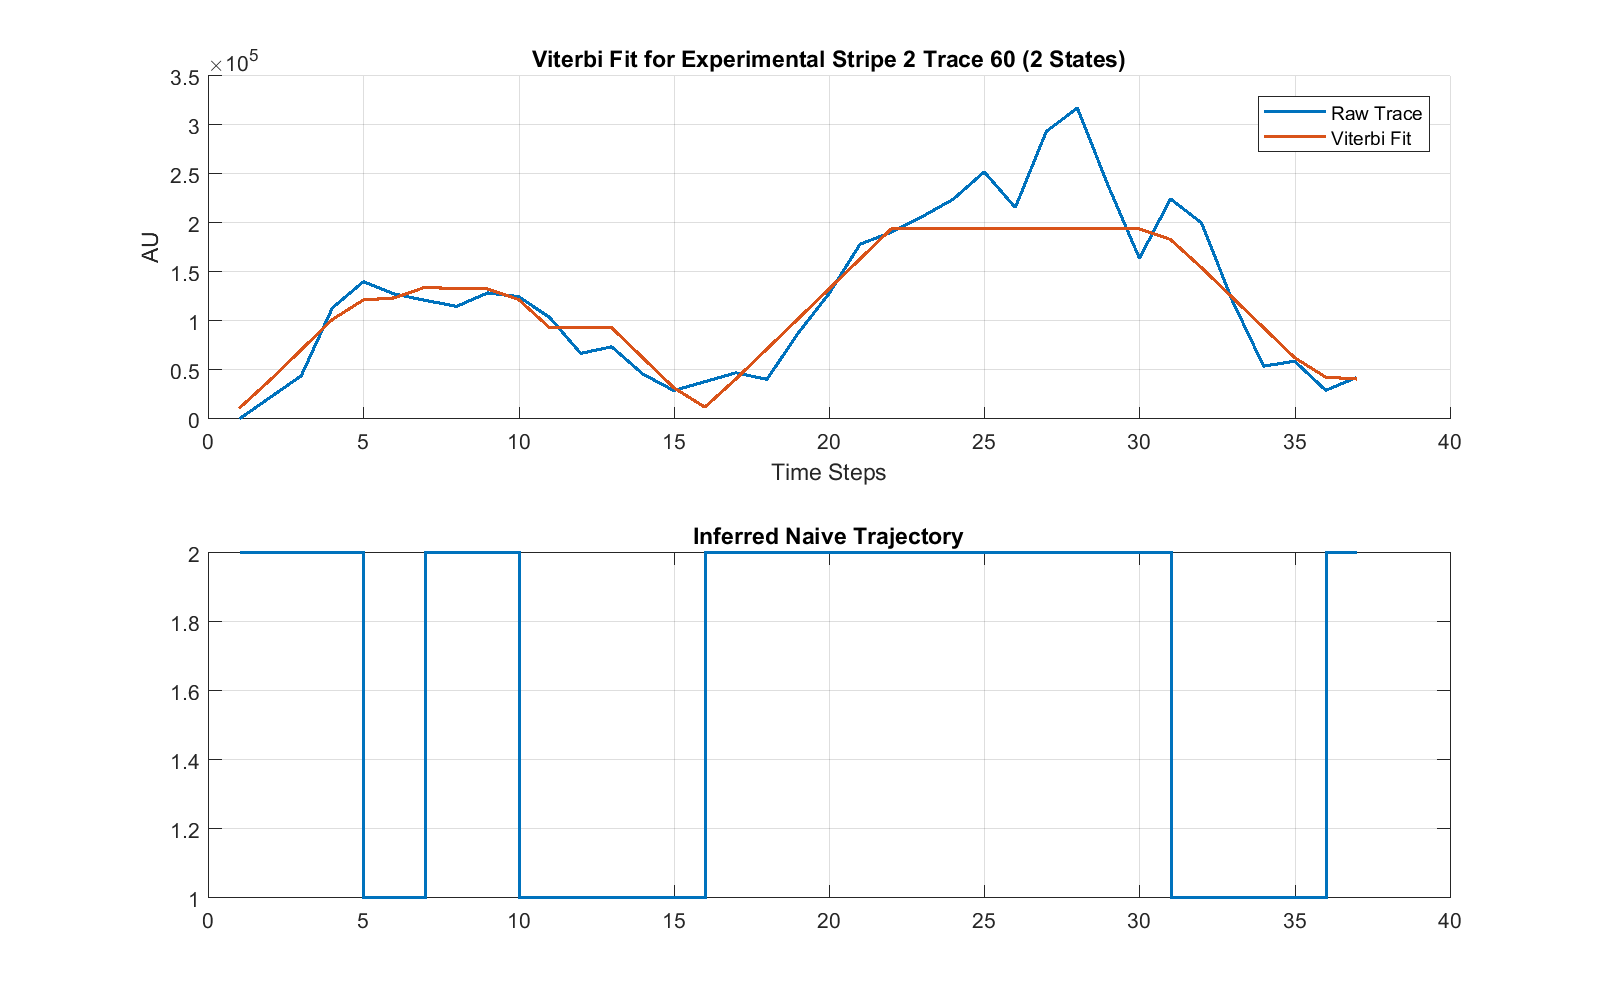 Viterbi Fit for Experimental Stripe 2 Trace 60 (2 States)
×10^5
3.5
3
2.5
2
1.5
1
0.5
0
AU
Raw Trace
Viterbi Fit
0 5 10 15 20 25 30 35 40
Time Steps
Inferred Naive Trajectory
2
1.8
1.6
1.4
1.2
1
0 5 10 15 20 25 30 35 40